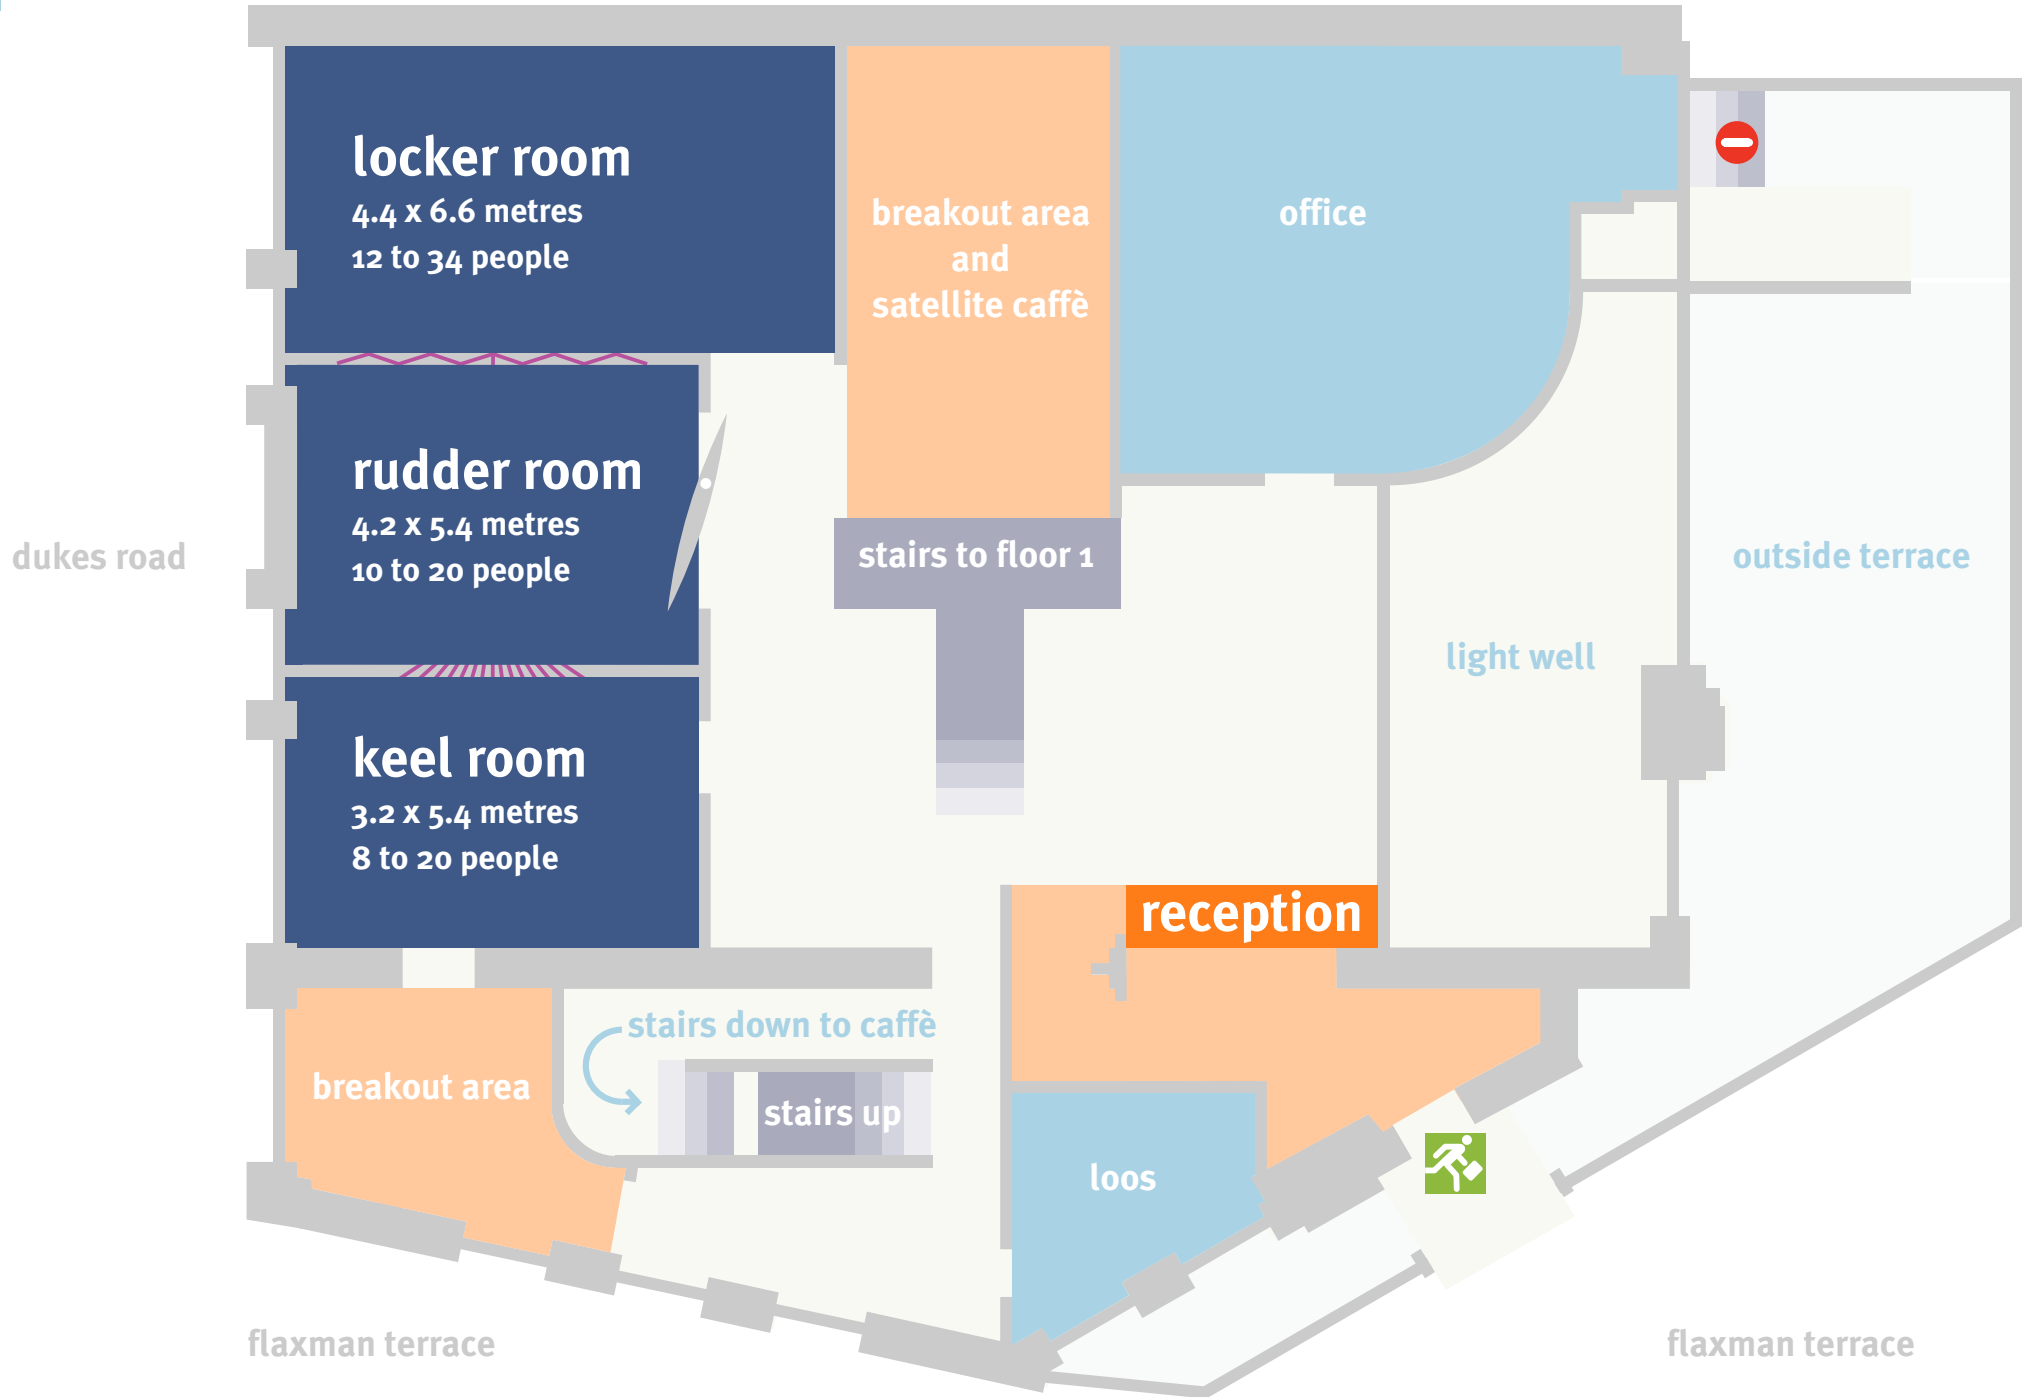 locker room
4.4 x 6.6 metres
12 to 34 people
breakout area
and
satellite caffè
office
rudder room
4.2 x 5.4 metres
10 to 20 people
dukes road
stairs to floor 1
outside terrace
light well
keel room
3.2 x 5.4 metres
8 to 20 people
reception
stairs down to caffè
breakout area
stairs up
loos
flaxman terrace
flaxman terrace